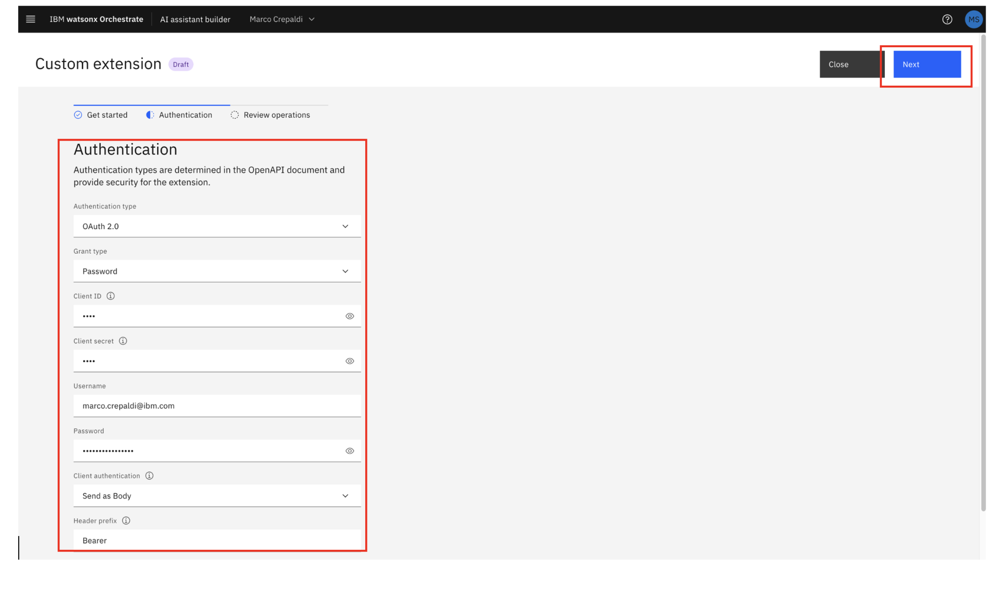 IBM watsonx Orchestrate
AI assistant builder
Marco Crepaldi
MS
Custom extension
Draft
Close
Next
Get started
Authentication
Review operations
Authentication
Authentication types are determined in the OpenAPI document and
provide security for the extension.
Authentication type
OAuth 2.0
Grant type
Password
Client ID
••••
Client secret
••••
Username
marco.crepaldi@ibm.com
Password
••••••••••••••••
Client authentication
Send as Body
Header prefix
Bearer